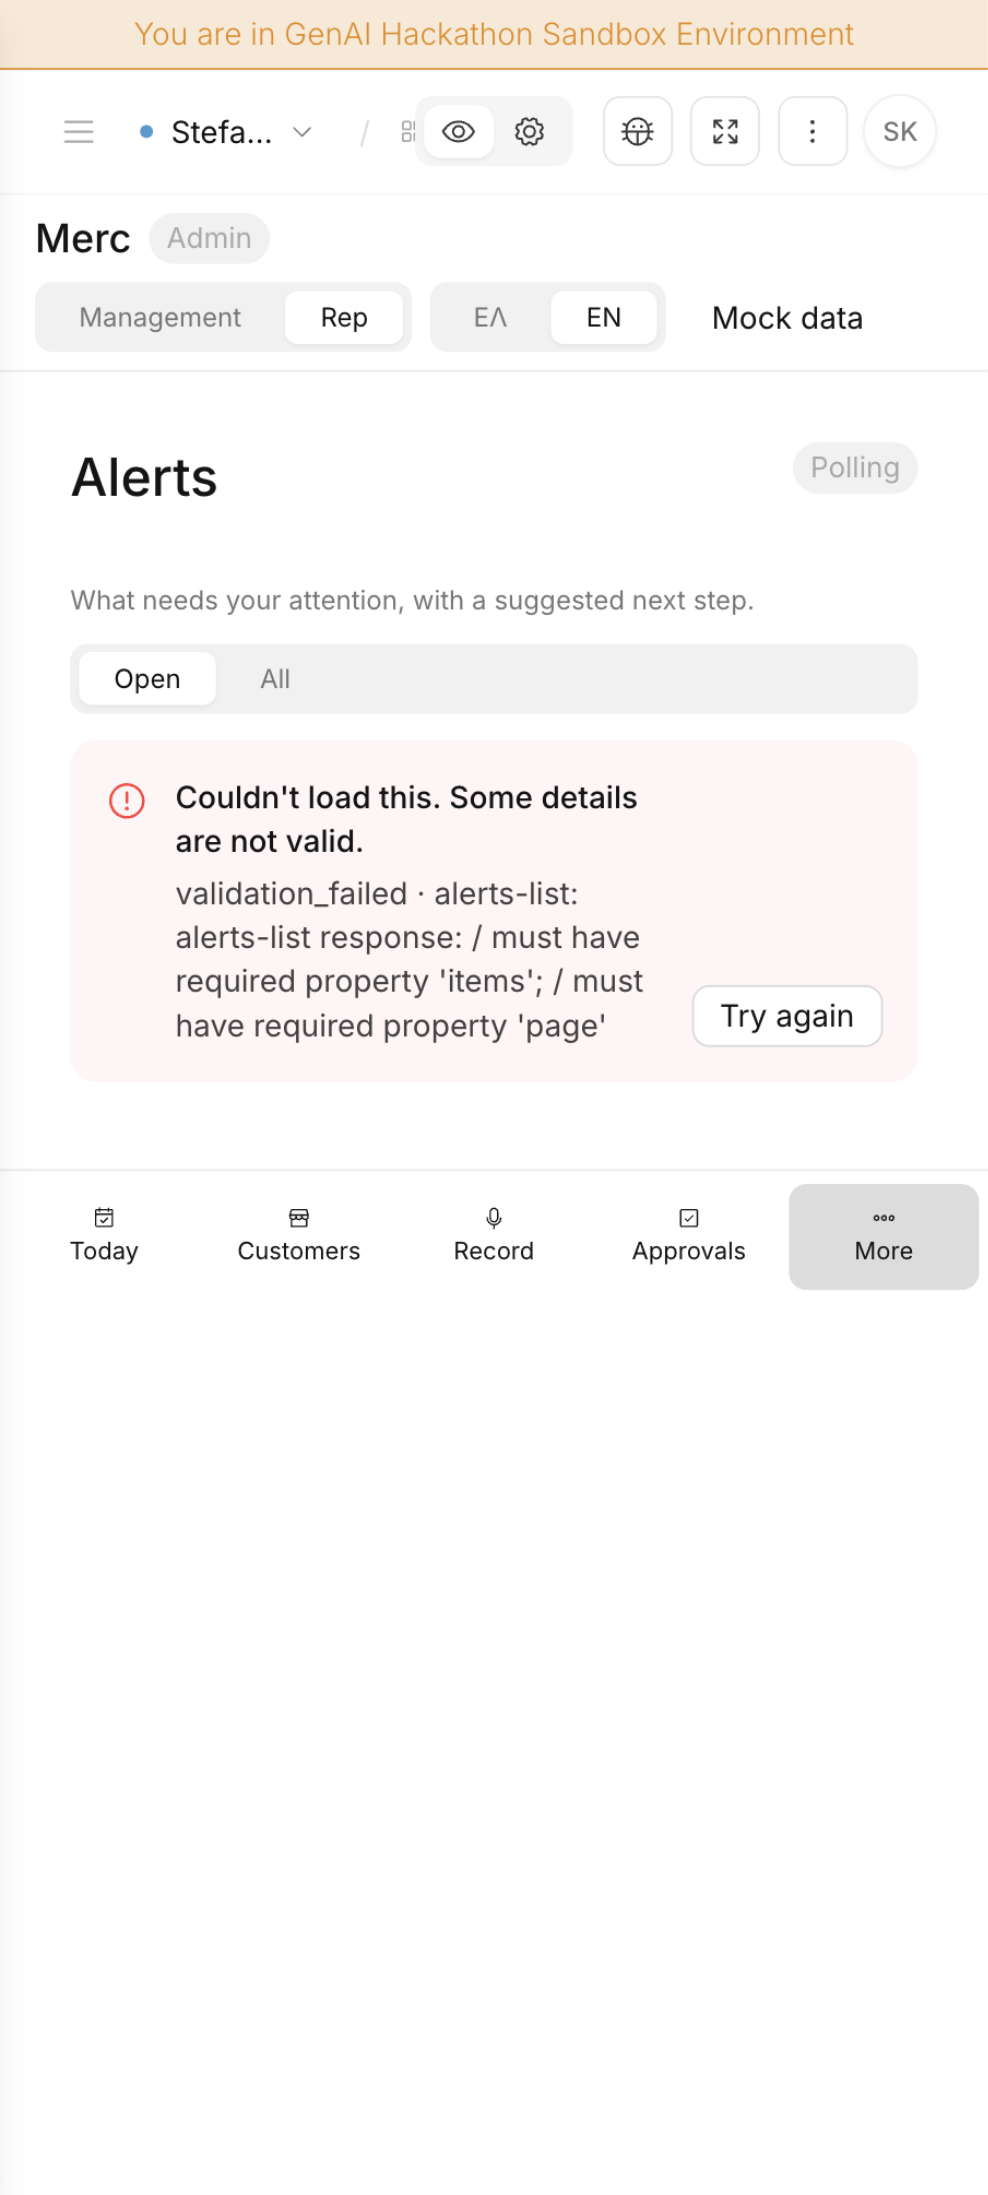 You are in GenAI Hackathon Sandbox Environment
Stefa... / SK
Merc Admin
Management Rep ΕΛ EN Mock data
Alerts Polling
What needs your attention, with a suggested next step.
Open All
Couldn't load this. Some details
are not valid.
validation_failed · alerts-list:
alerts-list response: / must have
required property 'items'; / must
have required property 'page'
Try again
Today Customers Record Approvals More